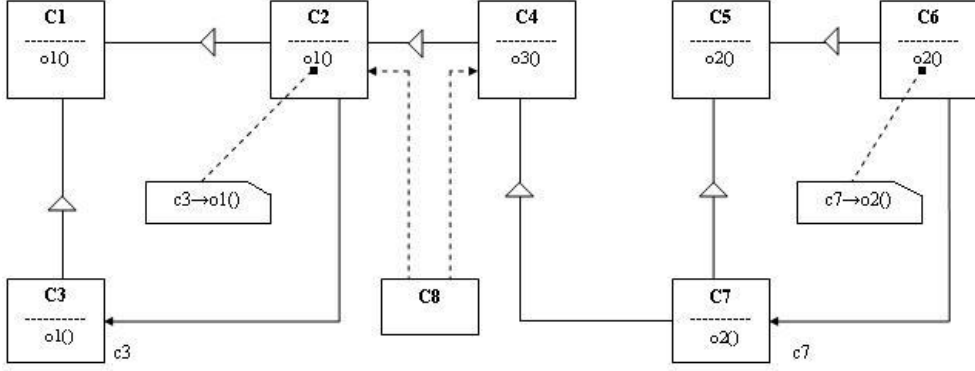 C1
o1()
C2
o1()
C4
o3()
C5
o2()
C6
o2()
c3→o1()
c7→o2()
C3
o1()
c3
C8
C7
o2()
c7